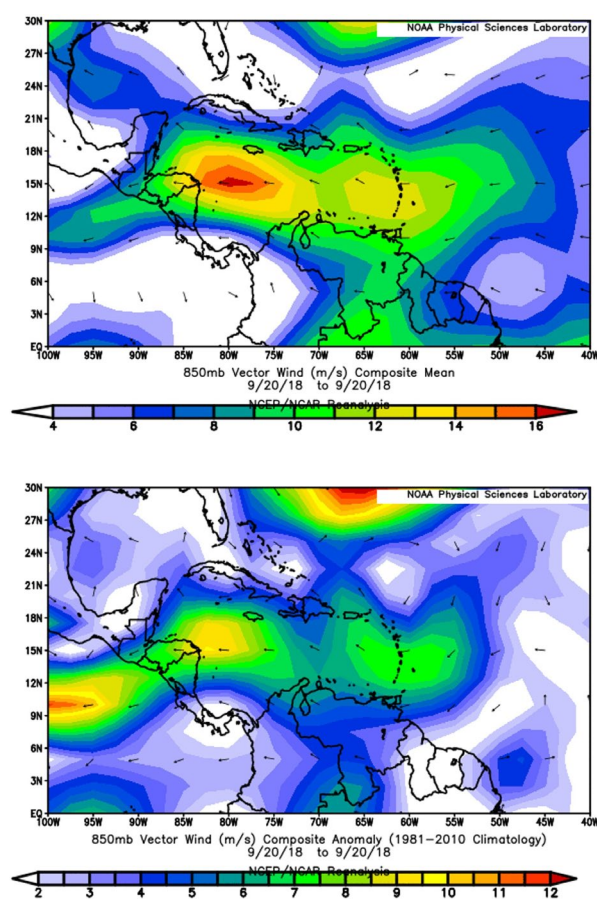 30N
NOAA Physical Sciences Laboratory
27N
24N
21N
18N
15N
12N
9N
6N
3N
EQ
100W 95W 90W 85W 80W 75W 70W 65W 60W 55W 50W 45W 40W
850mb Vector Wind (m/s) Composite Mean
9/20/18 to 9/20/18
NCEP/NCAR Reanalysis
4 6 7 8 10 11 12 14 15 16
30N
NOAA Physical Sciences Laboratory
27N
24N
21N
18N
15N
12N
9N
6N
3N
EQ
100W 95W 90W 85W 80W 75W 70W 65W 60W 55W 50W 45W 40W
850mb Vector Wind (m/s) Composite Anomaly (1981-2010 Climatology)
9/20/18 to 9/20/18
NCEP/NCAR Reanalysis
2 3 4 5 6 7 8 9 10 11 12